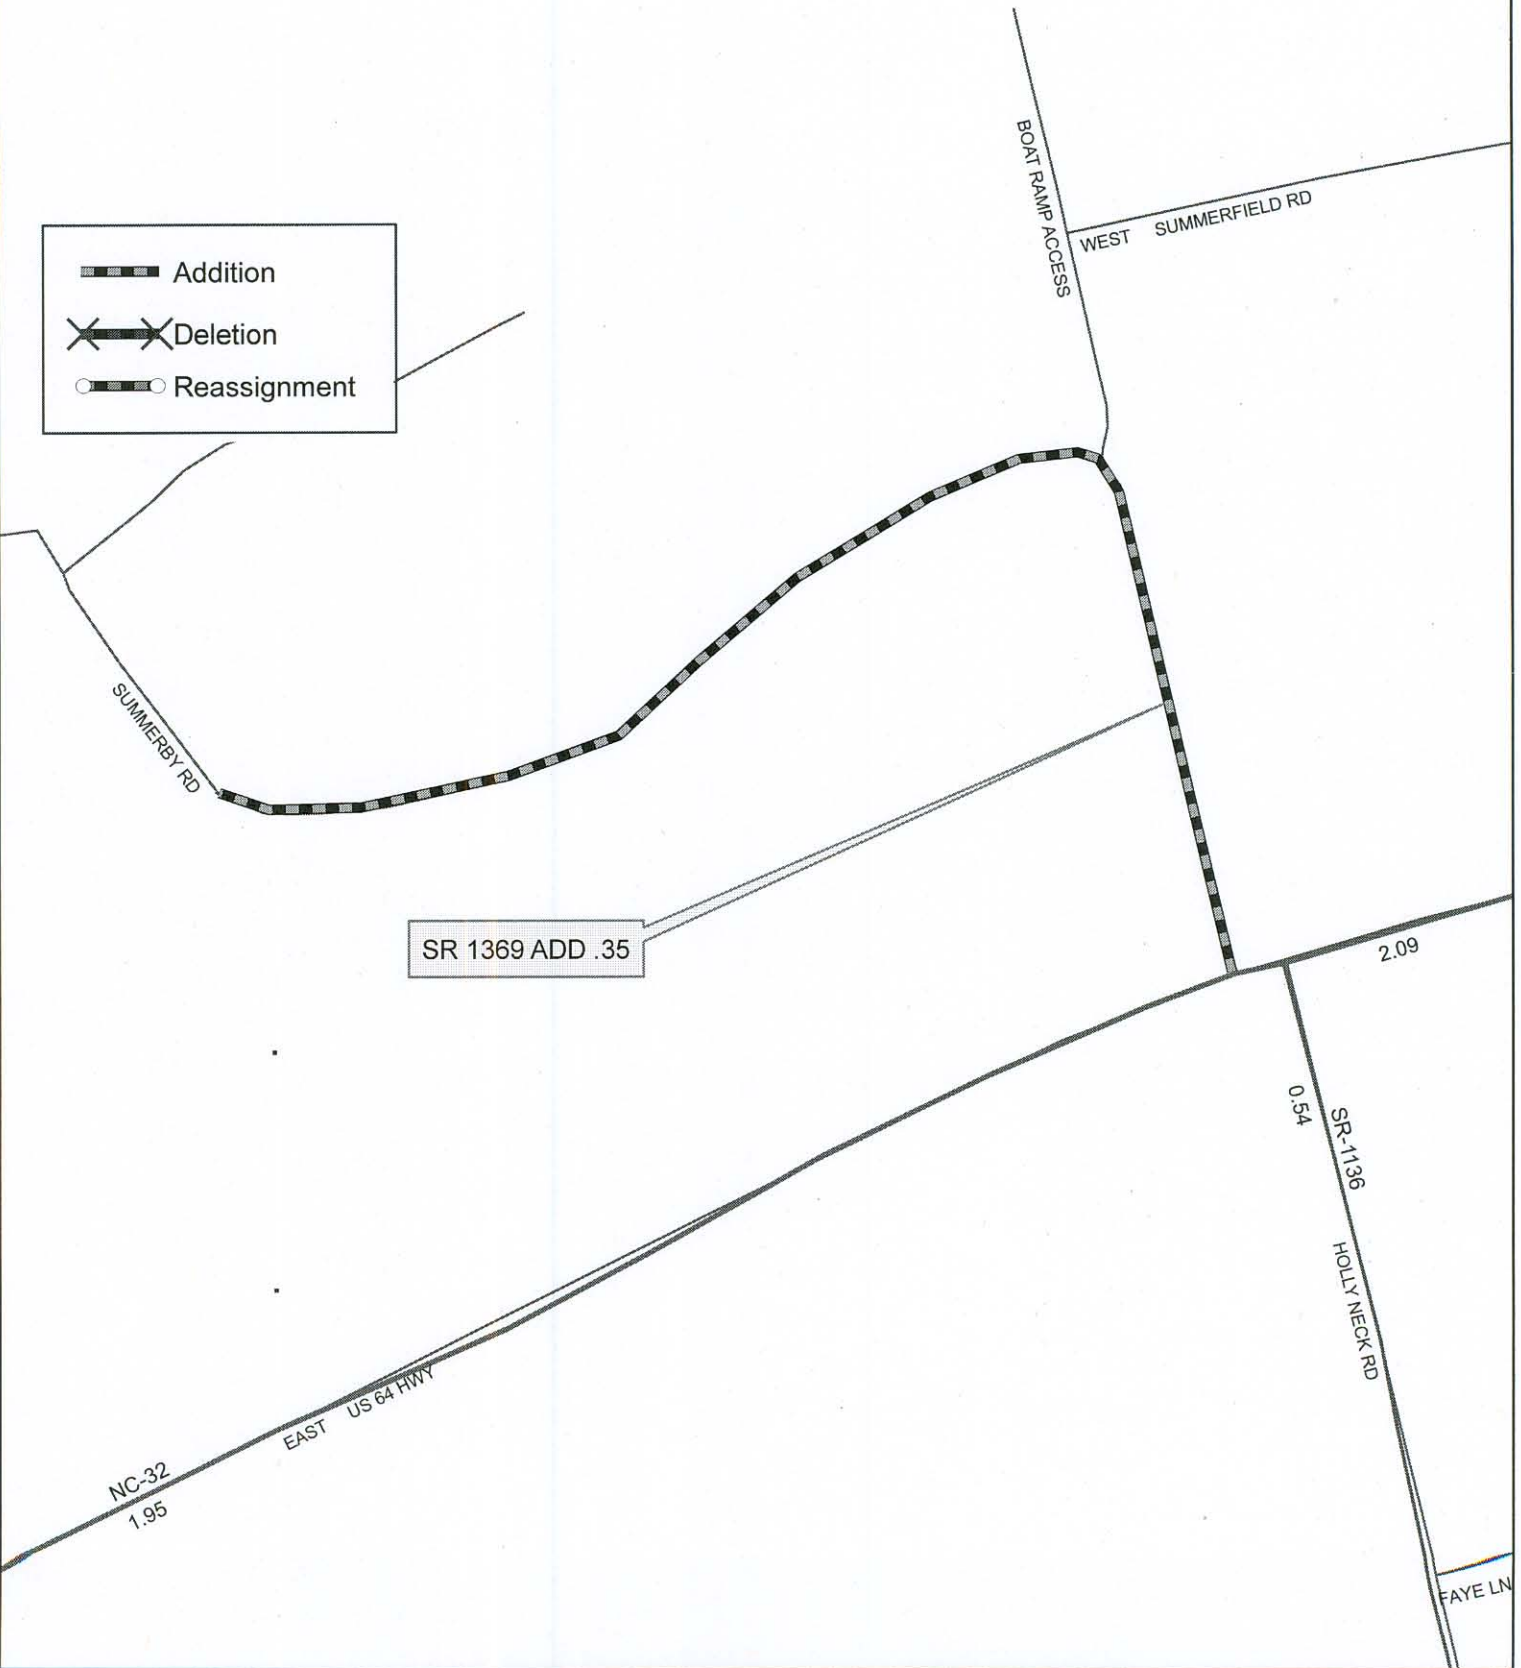 BOAT RAMP ACCESS
WEST SUMMERFIELD RD
Addition
Deletion
Reassignment
SUMMERBY RD
SR 1369 ADD .35
2.09
0.54
SR-1136
HOLLY NECK RD
EAST US 64 HWY
NC-32
1.95
FAYE LN